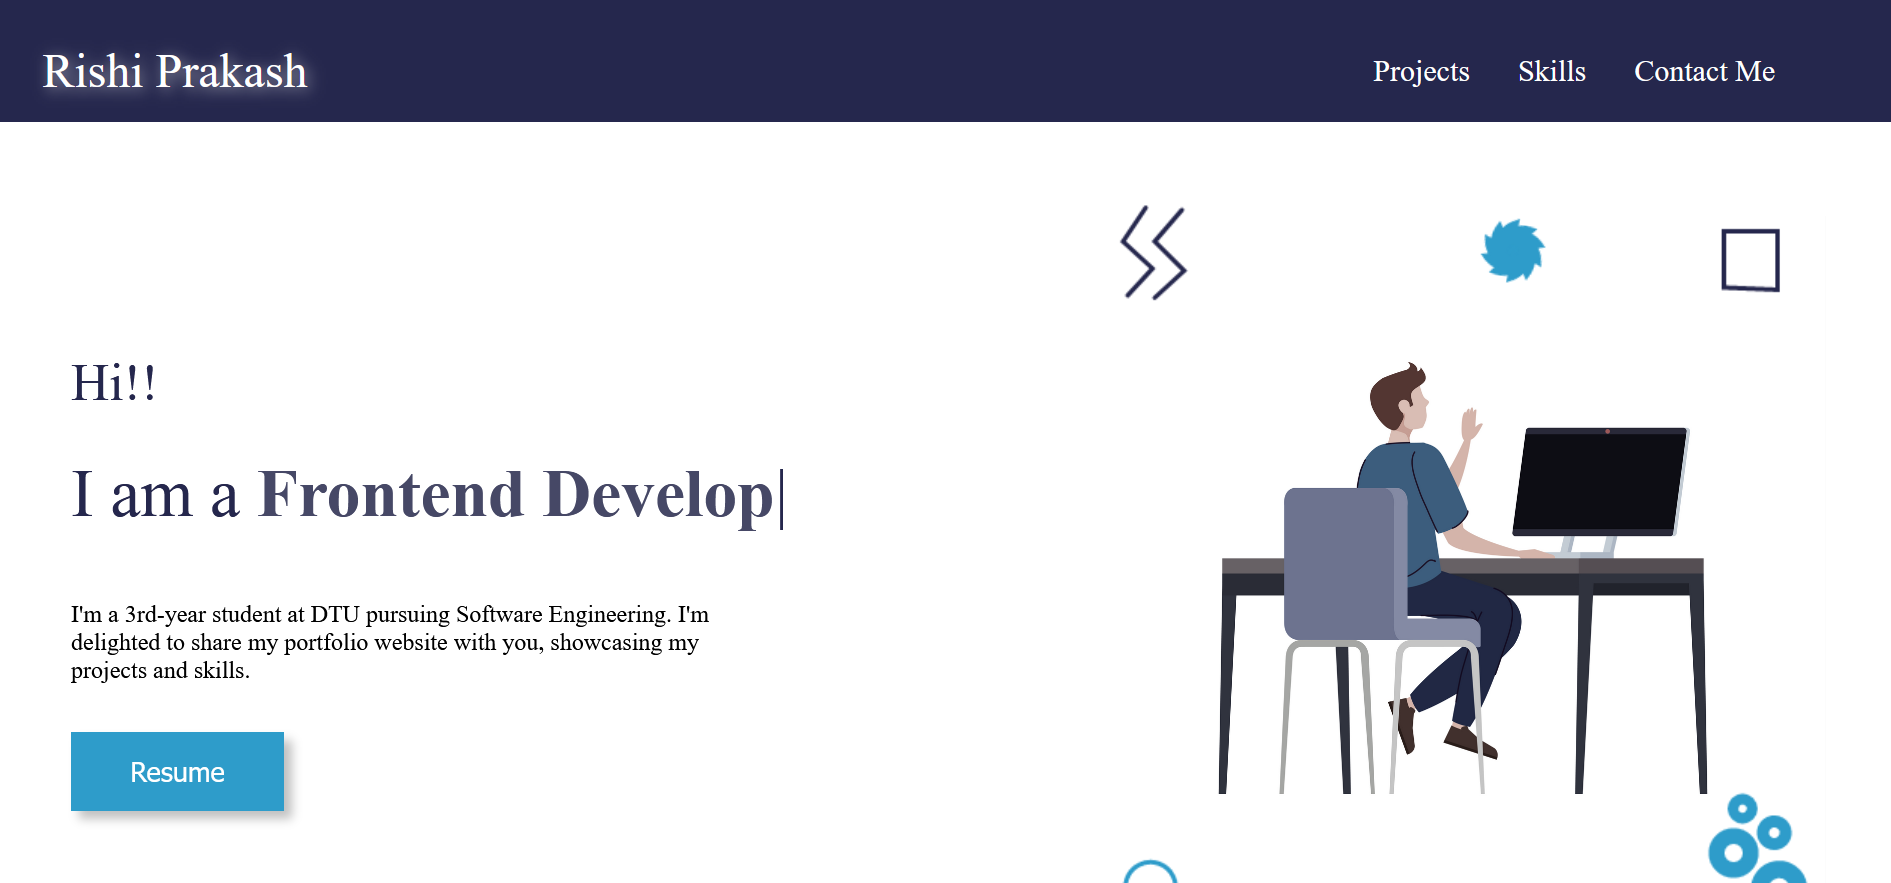 Rishi Prakash
Projects Skills Contact Me
Hi!!
I am a Frontend Develop|
I'm a 3rd-year student at DTU pursuing Software Engineering. I'm
delighted to share my portfolio website with you, showcasing my
projects and skills.
Resume